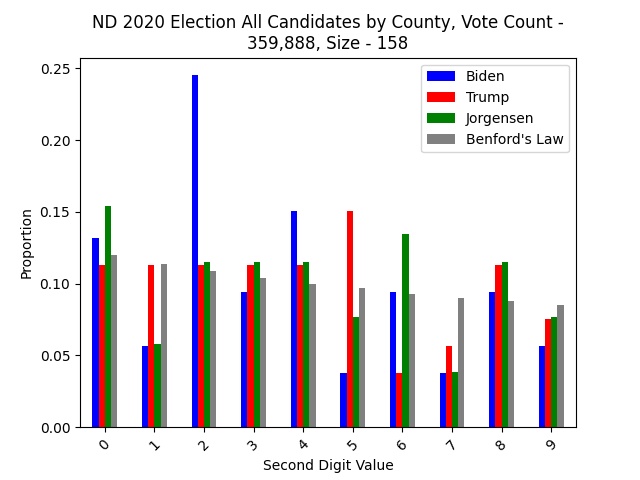 ND 2020 Election All Candidates by County, Vote Count -
359,888, Size - 158
Biden
Trump
Jorgensen
Benford's Law
Proportion
0.25
0.20
0.15
0.10
0.05
0.00
0 1 2 3 4 5 6 7 8 9
Second Digit Value